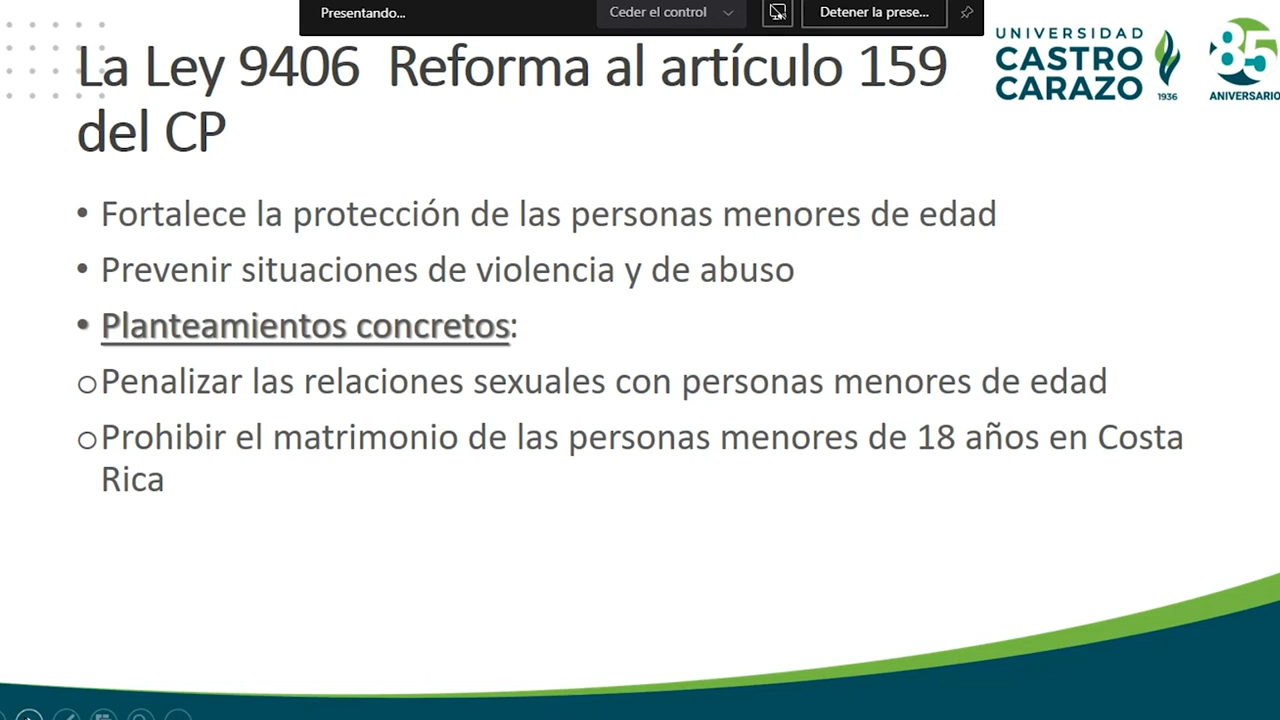 Presentando...
Ceder el control
Detener la prese...
La Ley 9406 Reforma al artículo 159
del CP
UNIVERSIDAD
CASTRO
CARAZO
1936
85
ANIVERSARIO
• Fortalece la protección de las personas menores de edad
• Prevenir situaciones de violencia y de abuso
• Planteamientos concretos:
oPenalizar las relaciones sexuales con personas menores de edad
oProhibir el matrimonio de las personas menores de 18 años en Costa
Rica